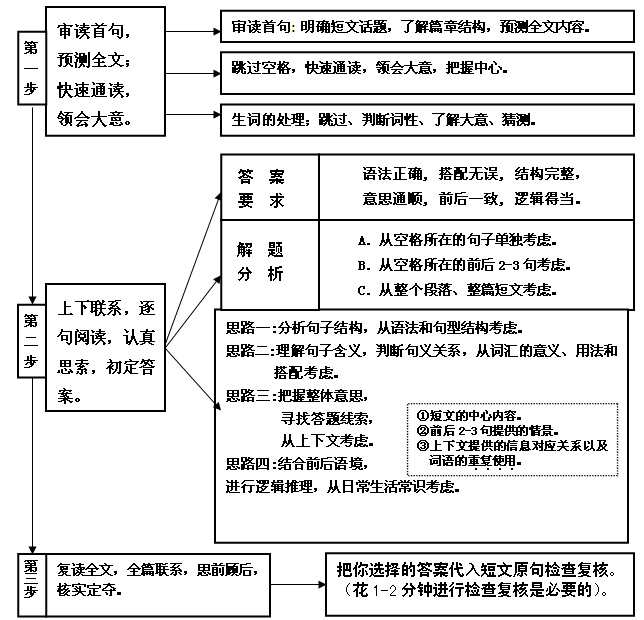 第一步
审读首句，
预测全文；
快速通读，
领会大意。
审读首句：明确短文话题，了解篇章结构，预测全文内容。
跳过空格，快速通读，领会大意，把握中心。
生词的处理；跳过、判断词性、了解大意、猜测。
第二步
上下联系，逐
句阅读，认真
思索，初定答
案。
答 案
要 求
语法正确，搭配无误，结构完整，
意思通顺，前后一致，逻辑得当。
解 题
分 析
A．从空格所在的句子单独考虑。
B．从空格所在的前后2-3句考虑。
C．从整个段落、整篇短文考虑。
思路一：分析句子结构，从语法和句型结构考虑。
思路二：理解句子含义，判断句义关系，从词汇的意义、用法和
搭配考虑。
思路三：把握整体意思，
寻找答题线索，
从上下文考虑。
思路四：结合前后语境，
进行逻辑推理，从日常生活常识考虑。
①短文的中心内容。
②前后2-3句提供的情景。
③上下文提供的信息对应关系以及
词语的重复使用。
第三步
复读全文，全篇联系，思前顾后，
核实定夺。
把你选择的答案代入短文原句检查复核。
（花1-2分钟进行检查复核是必要的）。